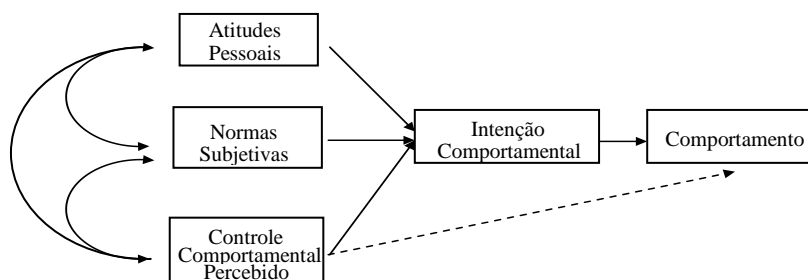 Atitudes
Pessoais
Normas
Subjetivas
Intenção
Comportamental
Comportamento
Controle
Comportamental
Percebido